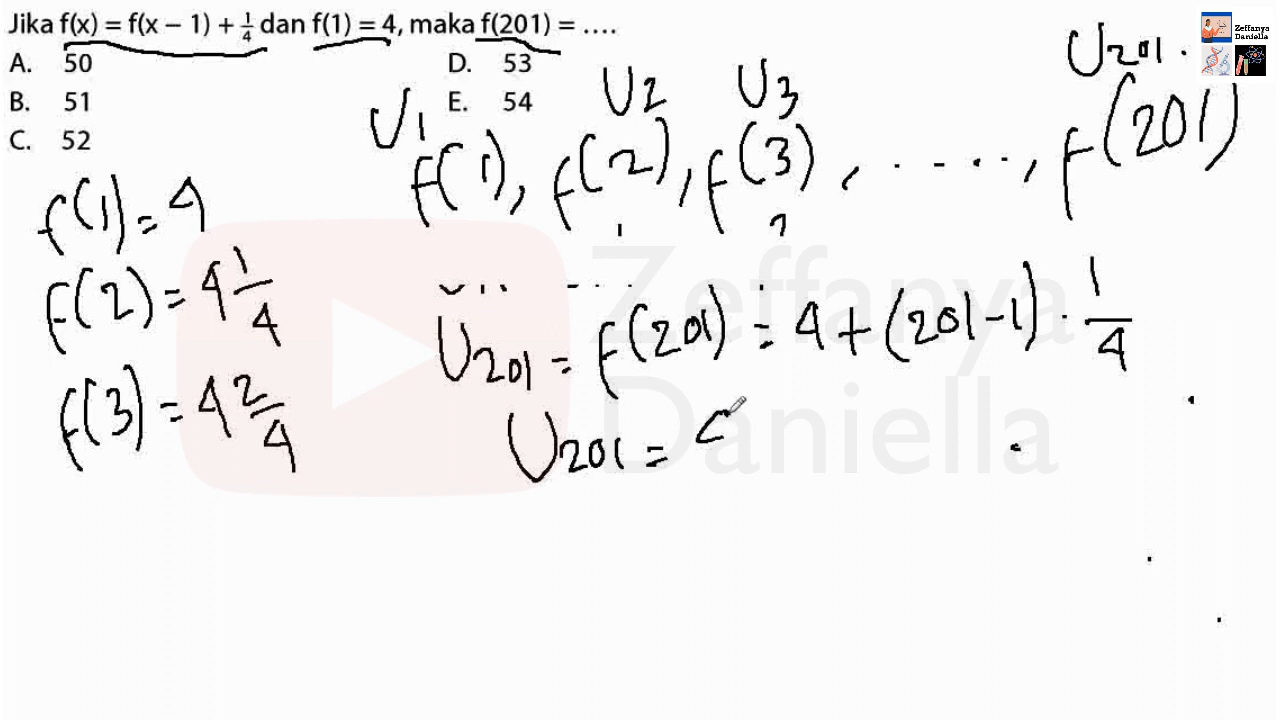 Jika f(x) = f(x − 1) + 1/4 dan f(1) = 4, maka f(201) = ....
A. 50
B. 51
C. 52
D. 53
E. 54
Zeffanya
Daniella
U1 U2 U3 U201
f(1), f(2), f(3), ....., f(201)
f(1) = 4
f(2) = 4 1/4
f(3) = 4 2/4
U201 = f(201) = 4 + (201 - 1) . 1/4
U201 =
Zeffanya
Daniella